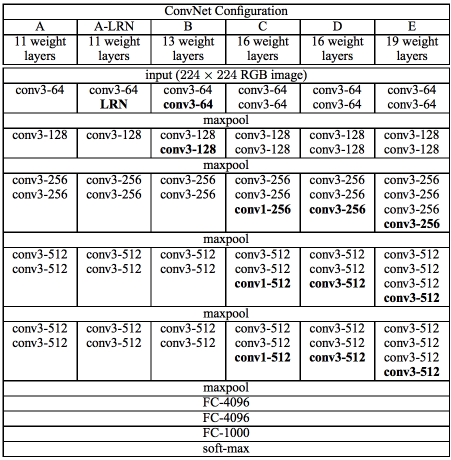 ConvNet Configuration
A A-LRN B C D E
11 weight 11 weight 13 weight 16 weight 16 weight 19 weight
layers layers layers layers layers layers
input (224 × 224 RGB image)
conv3-64 conv3-64 conv3-64 conv3-64 conv3-64 conv3-64
LRN conv3-64 conv3-64 conv3-64 conv3-64
maxpool
conv3-128 conv3-128 conv3-128 conv3-128 conv3-128 conv3-128
conv3-128 conv3-128 conv3-128 conv3-128
maxpool
conv3-256 conv3-256 conv3-256 conv3-256 conv3-256 conv3-256
conv3-256 conv3-256 conv3-256 conv3-256 conv3-256 conv3-256
conv1-256 conv3-256 conv3-256
conv3-256
maxpool
conv3-512 conv3-512 conv3-512 conv3-512 conv3-512 conv3-512
conv3-512 conv3-512 conv3-512 conv3-512 conv3-512 conv3-512
conv1-512 conv3-512 conv3-512
conv3-512
maxpool
conv3-512 conv3-512 conv3-512 conv3-512 conv3-512 conv3-512
conv3-512 conv3-512 conv3-512 conv3-512 conv3-512 conv3-512
conv1-512 conv3-512 conv3-512
conv3-512
maxpool
FC-4096
FC-4096
FC-1000
soft-max